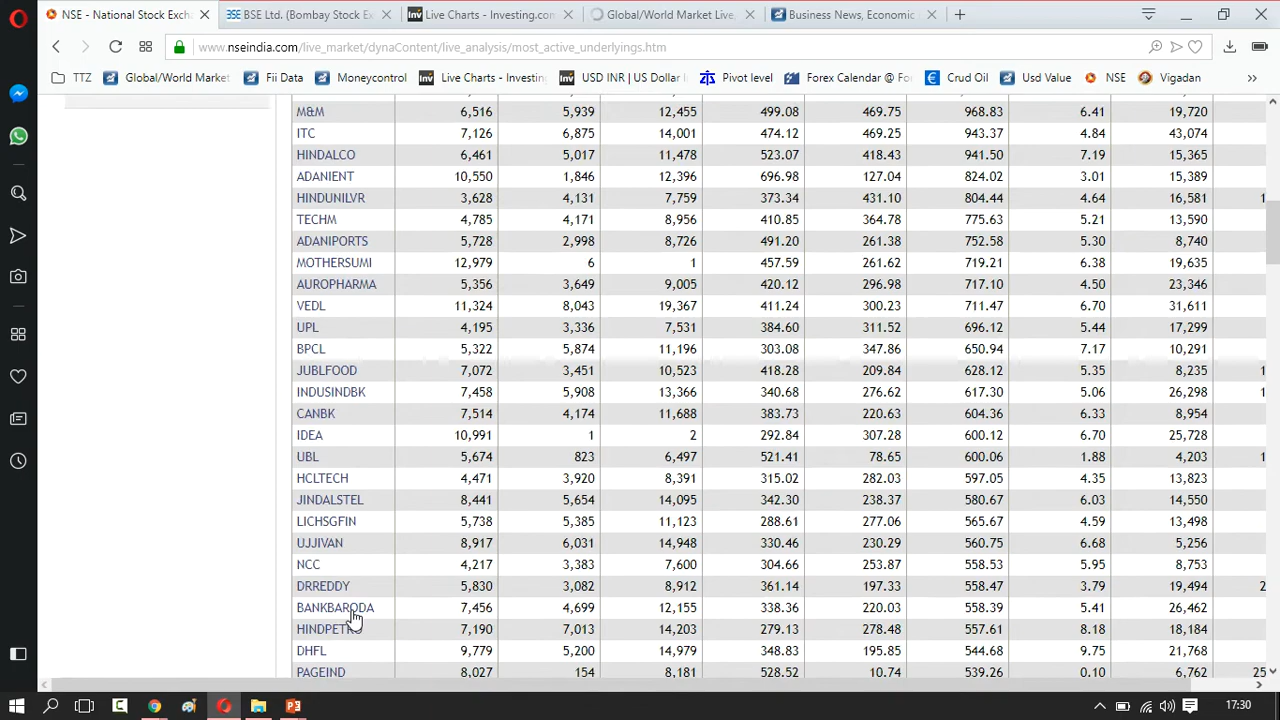 NSE - National Stock Excha
BSE Ltd. (Bombay Stock Ex
Live Charts - Investing.com
Global/World Market Live,
Business News, Economic
www.nseindia.com/live_market/dynaContent/live_analysis/most_active_underlyings.htm
TTZ Global/World Market Fii Data Moneycontrol Live Charts - Investing USD INR | US Dollar I Pivot level Forex Calendar @ Fo Crud Oil Usd Value NSE Vigadan
M&M 6,516 5,939 12,455 499.08 469.75 968.83 6.41 19,720
ITC 7,126 6,875 14,001 474.12 469.25 943.37 4.84 43,074
HINDALCO 6,461 5,017 11,478 523.07 418.43 941.50 7.19 15,365
ADANIENT 10,550 1,846 12,396 696.98 127.04 824.02 3.01 15,389
HINDUNILVR 3,628 4,131 7,759 373.34 431.10 804.44 4.64 16,581 1
TECHM 4,785 4,171 8,956 410.85 364.78 775.63 5.21 13,590
ADANIPORTS 5,728 2,998 8,726 491.20 261.38 752.58 5.30 8,740
MOTHERSUMI 12,979 6 1 457.59 261.62 719.21 6.38 19,635
AUROPHARMA 5,356 3,649 9,005 420.12 296.98 717.10 4.50 23,346
VEDL 11,324 8,043 19,367 411.24 300.23 711.47 6.70 31,611
UPL 4,195 3,336 7,531 384.60 311.52 696.12 5.44 17,299
BPCL 5,322 5,874 11,196 303.08 347.86 650.94 7.17 10,291
JUBLFOOD 7,072 3,451 10,523 418.28 209.84 628.12 5.35 8,235 1
INDUSINDBK 7,458 5,908 13,366 340.68 276.62 617.30 5.06 26,298 1
CANBK 7,514 4,174 11,688 383.73 220.63 604.36 6.33 8,954
IDEA 10,991 1 2 292.84 307.28 600.12 6.70 25,728
UBL 5,674 823 6,497 521.41 78.65 600.06 1.88 4,203 1
HCLTECH 4,471 3,920 8,391 315.02 282.03 597.05 4.35 13,823
JINDALSTEL 8,441 5,654 14,095 342.30 238.37 580.67 6.03 14,550
LICHSGFIN 5,738 5,385 11,123 288.61 277.06 565.67 4.59 13,498
UJJIVAN 8,917 6,031 14,948 330.46 230.29 560.75 6.68 5,256
NCC 4,217 3,383 7,600 304.66 253.87 558.53 5.95 8,753
DRREDDY 5,830 3,082 8,912 361.14 197.33 558.47 3.79 19,494 2
BANKBARODA 7,456 4,699 12,155 338.36 220.03 558.39 5.41 26,462
HINDPETRO 7,190 7,013 14,203 279.13 278.48 557.61 8.18 18,184
DHFL 9,779 5,200 14,979 348.83 195.85 544.68 9.75 21,768
PAGEIND 8,027 154 8,181 528.52 10.74 539.26 0.10 6,762 25
17:30